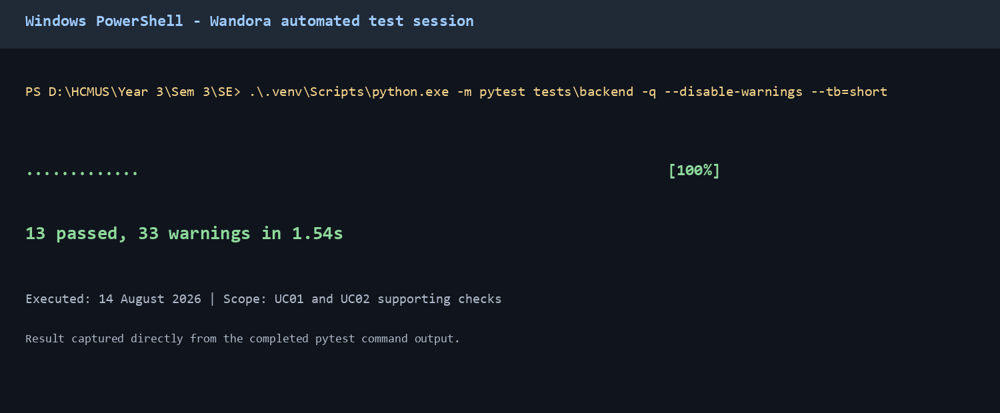 Windows PowerShell - Wandora automated test session
PS D:\HCMUS\Year 3\Sem 3\SE> .\.venv\Scripts\python.exe -m pytest tests\backend -q --disable-warnings --tb=short
............. [100%]
13 passed, 33 warnings in 1.54s
Executed: 14 August 2026 | Scope: UC01 and UC02 supporting checks
Result captured directly from the completed pytest command output.